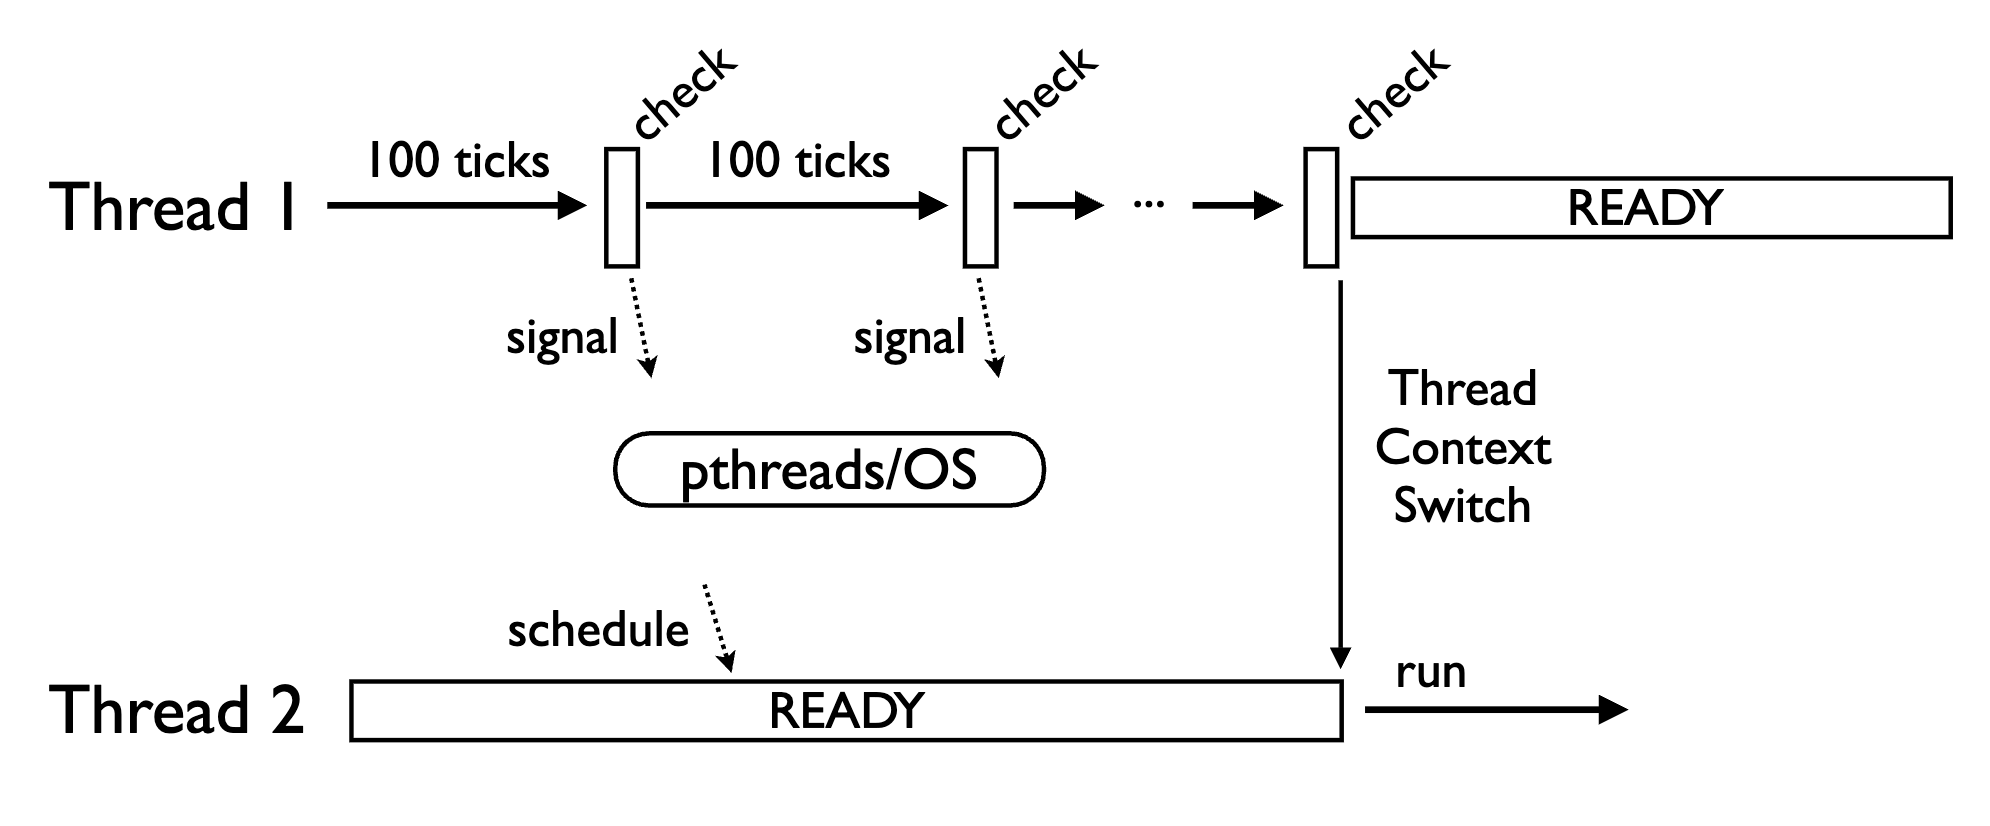 check
check
check
100 ticks
100 ticks
Thread 1
...
READY
signal
signal
Thread
Context
Switch
pthreads/OS
schedule
run
Thread 2
READY